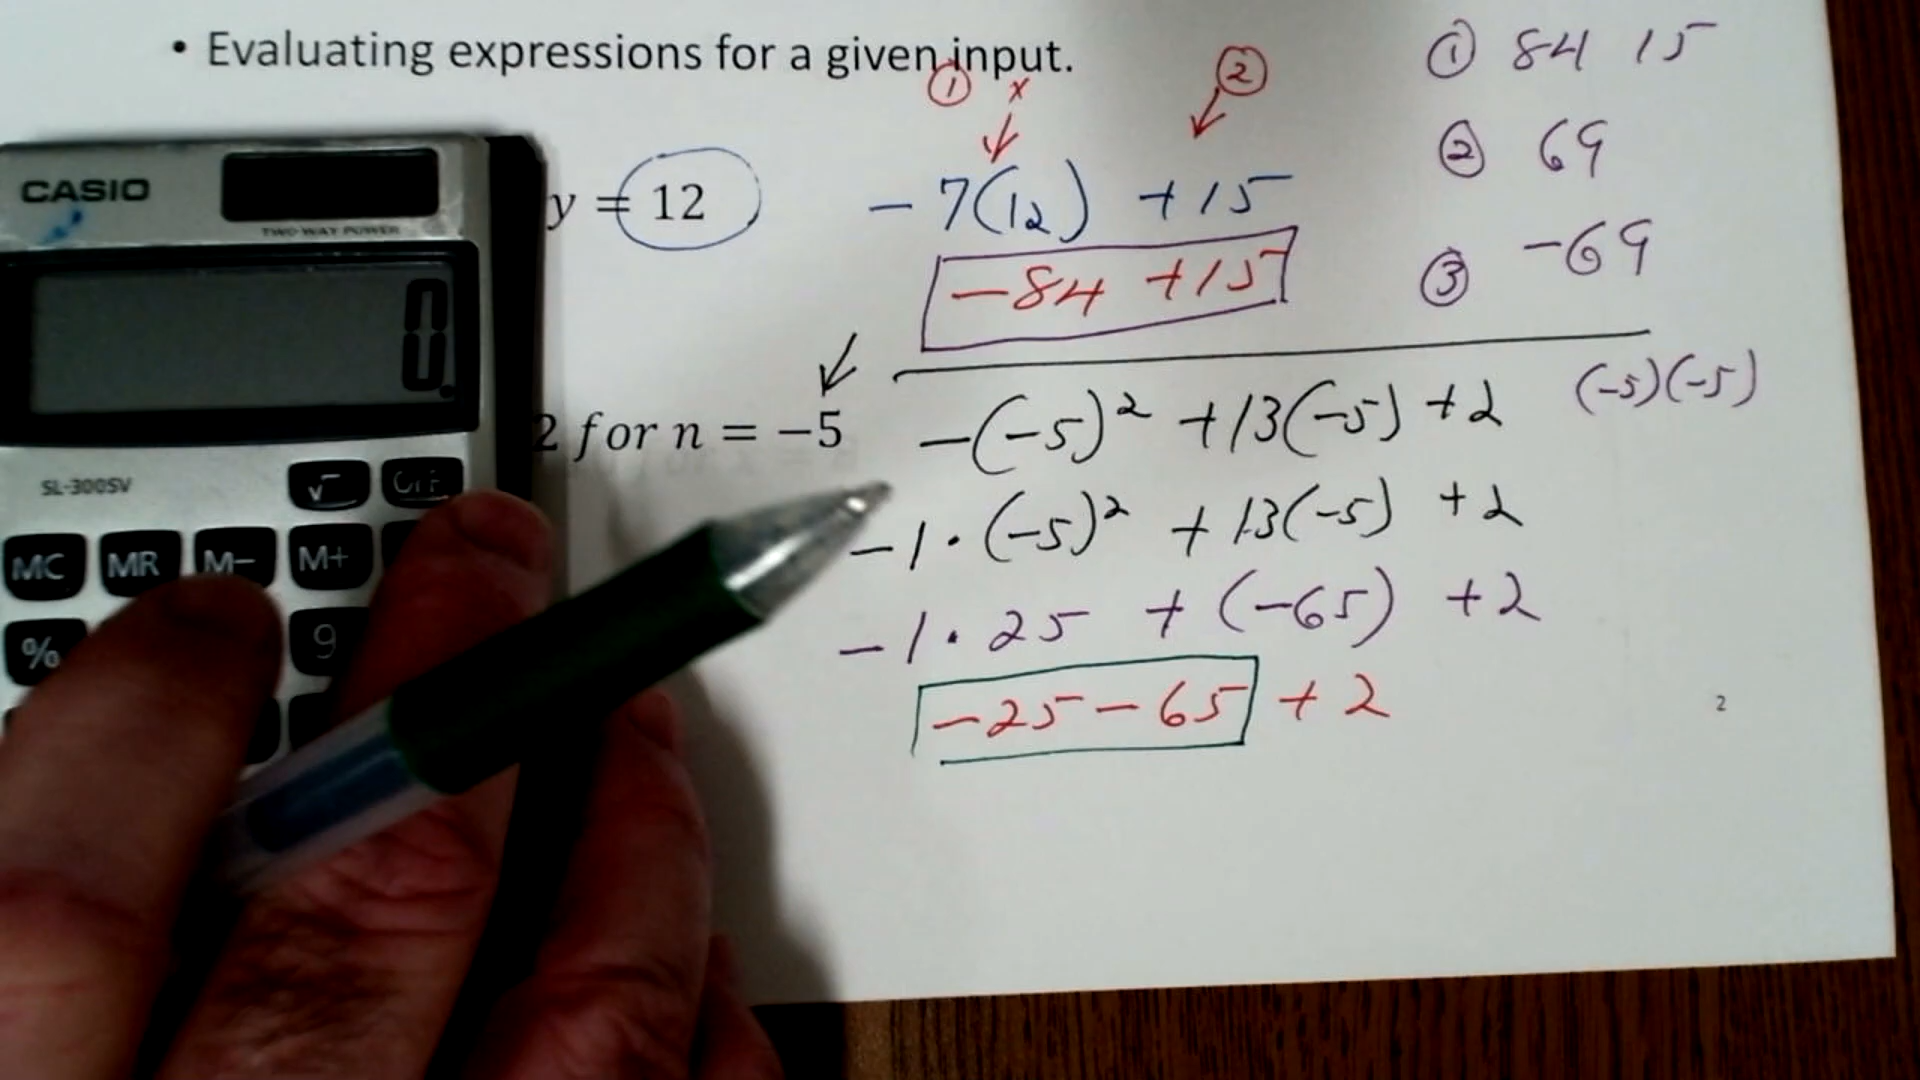 • Evaluating expressions for a given input.
① x ②
① 84 15
② 69
③ -69
CASIO
TWO WAY POWER
0.
SL-300SV
√ OFF
MC MR M- M+
% 9
y = 12
- 7(12) + 15
-84 + 15
2 for n = -5
-(-5)² + 13(-5) + 2
(-5)(-5)
-1 · (-5)² + 13(-5) + 2
-1 · 25 + (-65) + 2
-25 - 65 + 2
2